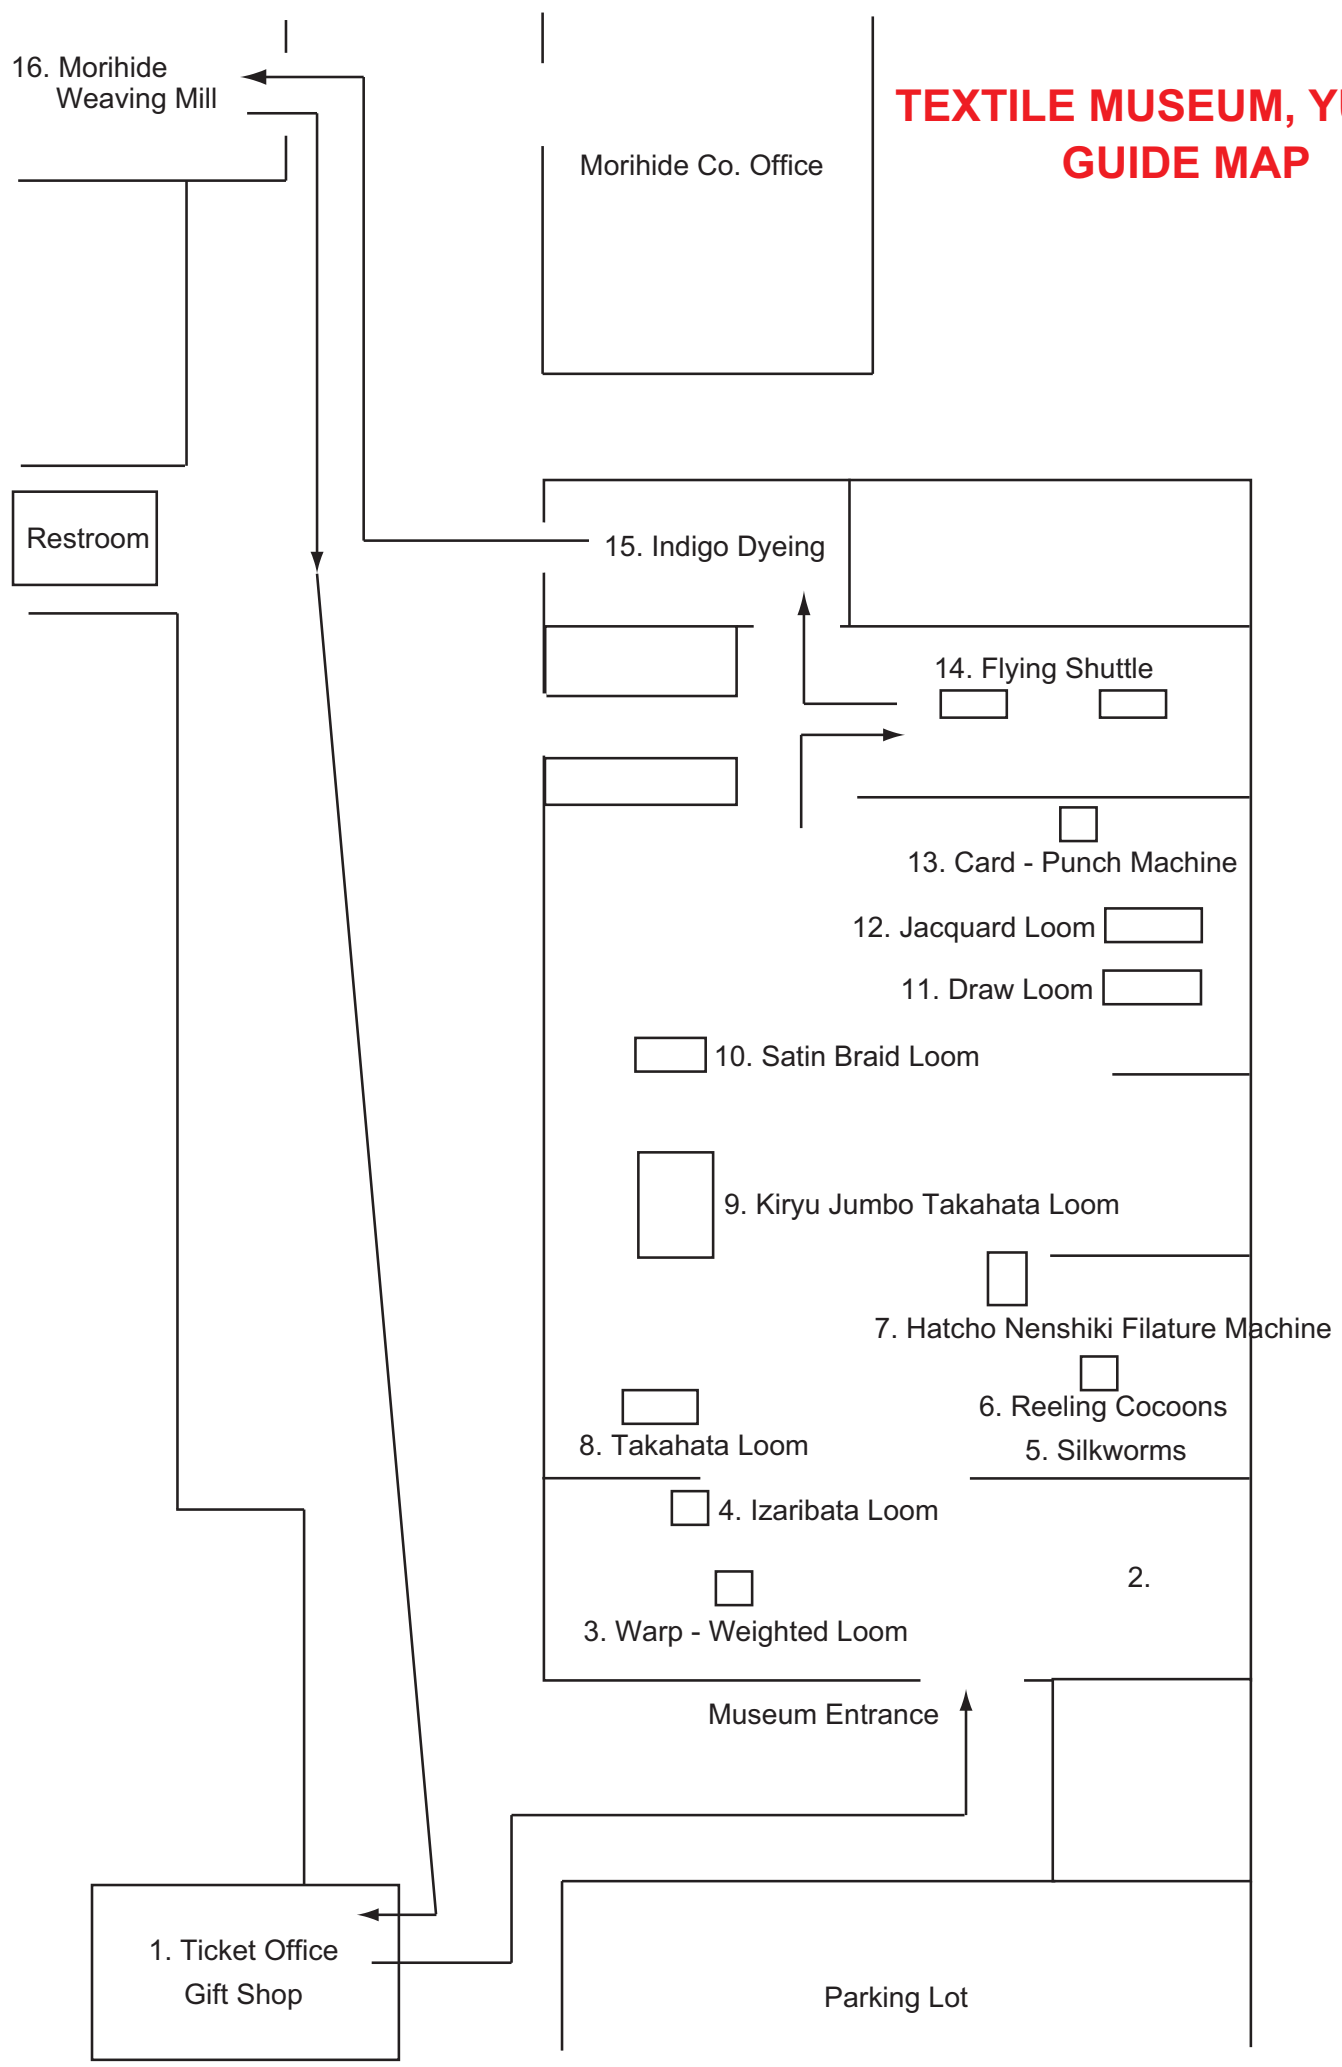 TEXTILE MUSEUM,
GUIDE MAP
16. Morihide
Weaving Mill
Morihide Co. Office
Restroom
15. Indigo Dyeing
14. Flying Shuttle
13. Card - Punch Machine
12. Jacquard Loom
11. Draw Loom
10. Satin Braid Loom
9. Kiryu Jumbo Takahata Loom
7. Hatcho Nenshiki Filature Machine
6. Reeling Cocoons
8. Takahata Loom
5. Silkworms
4. Izaribata Loom
2.
3. Warp - Weighted Loom
Museum Entrance
1. Ticket Office
Gift Shop
Parking Lot